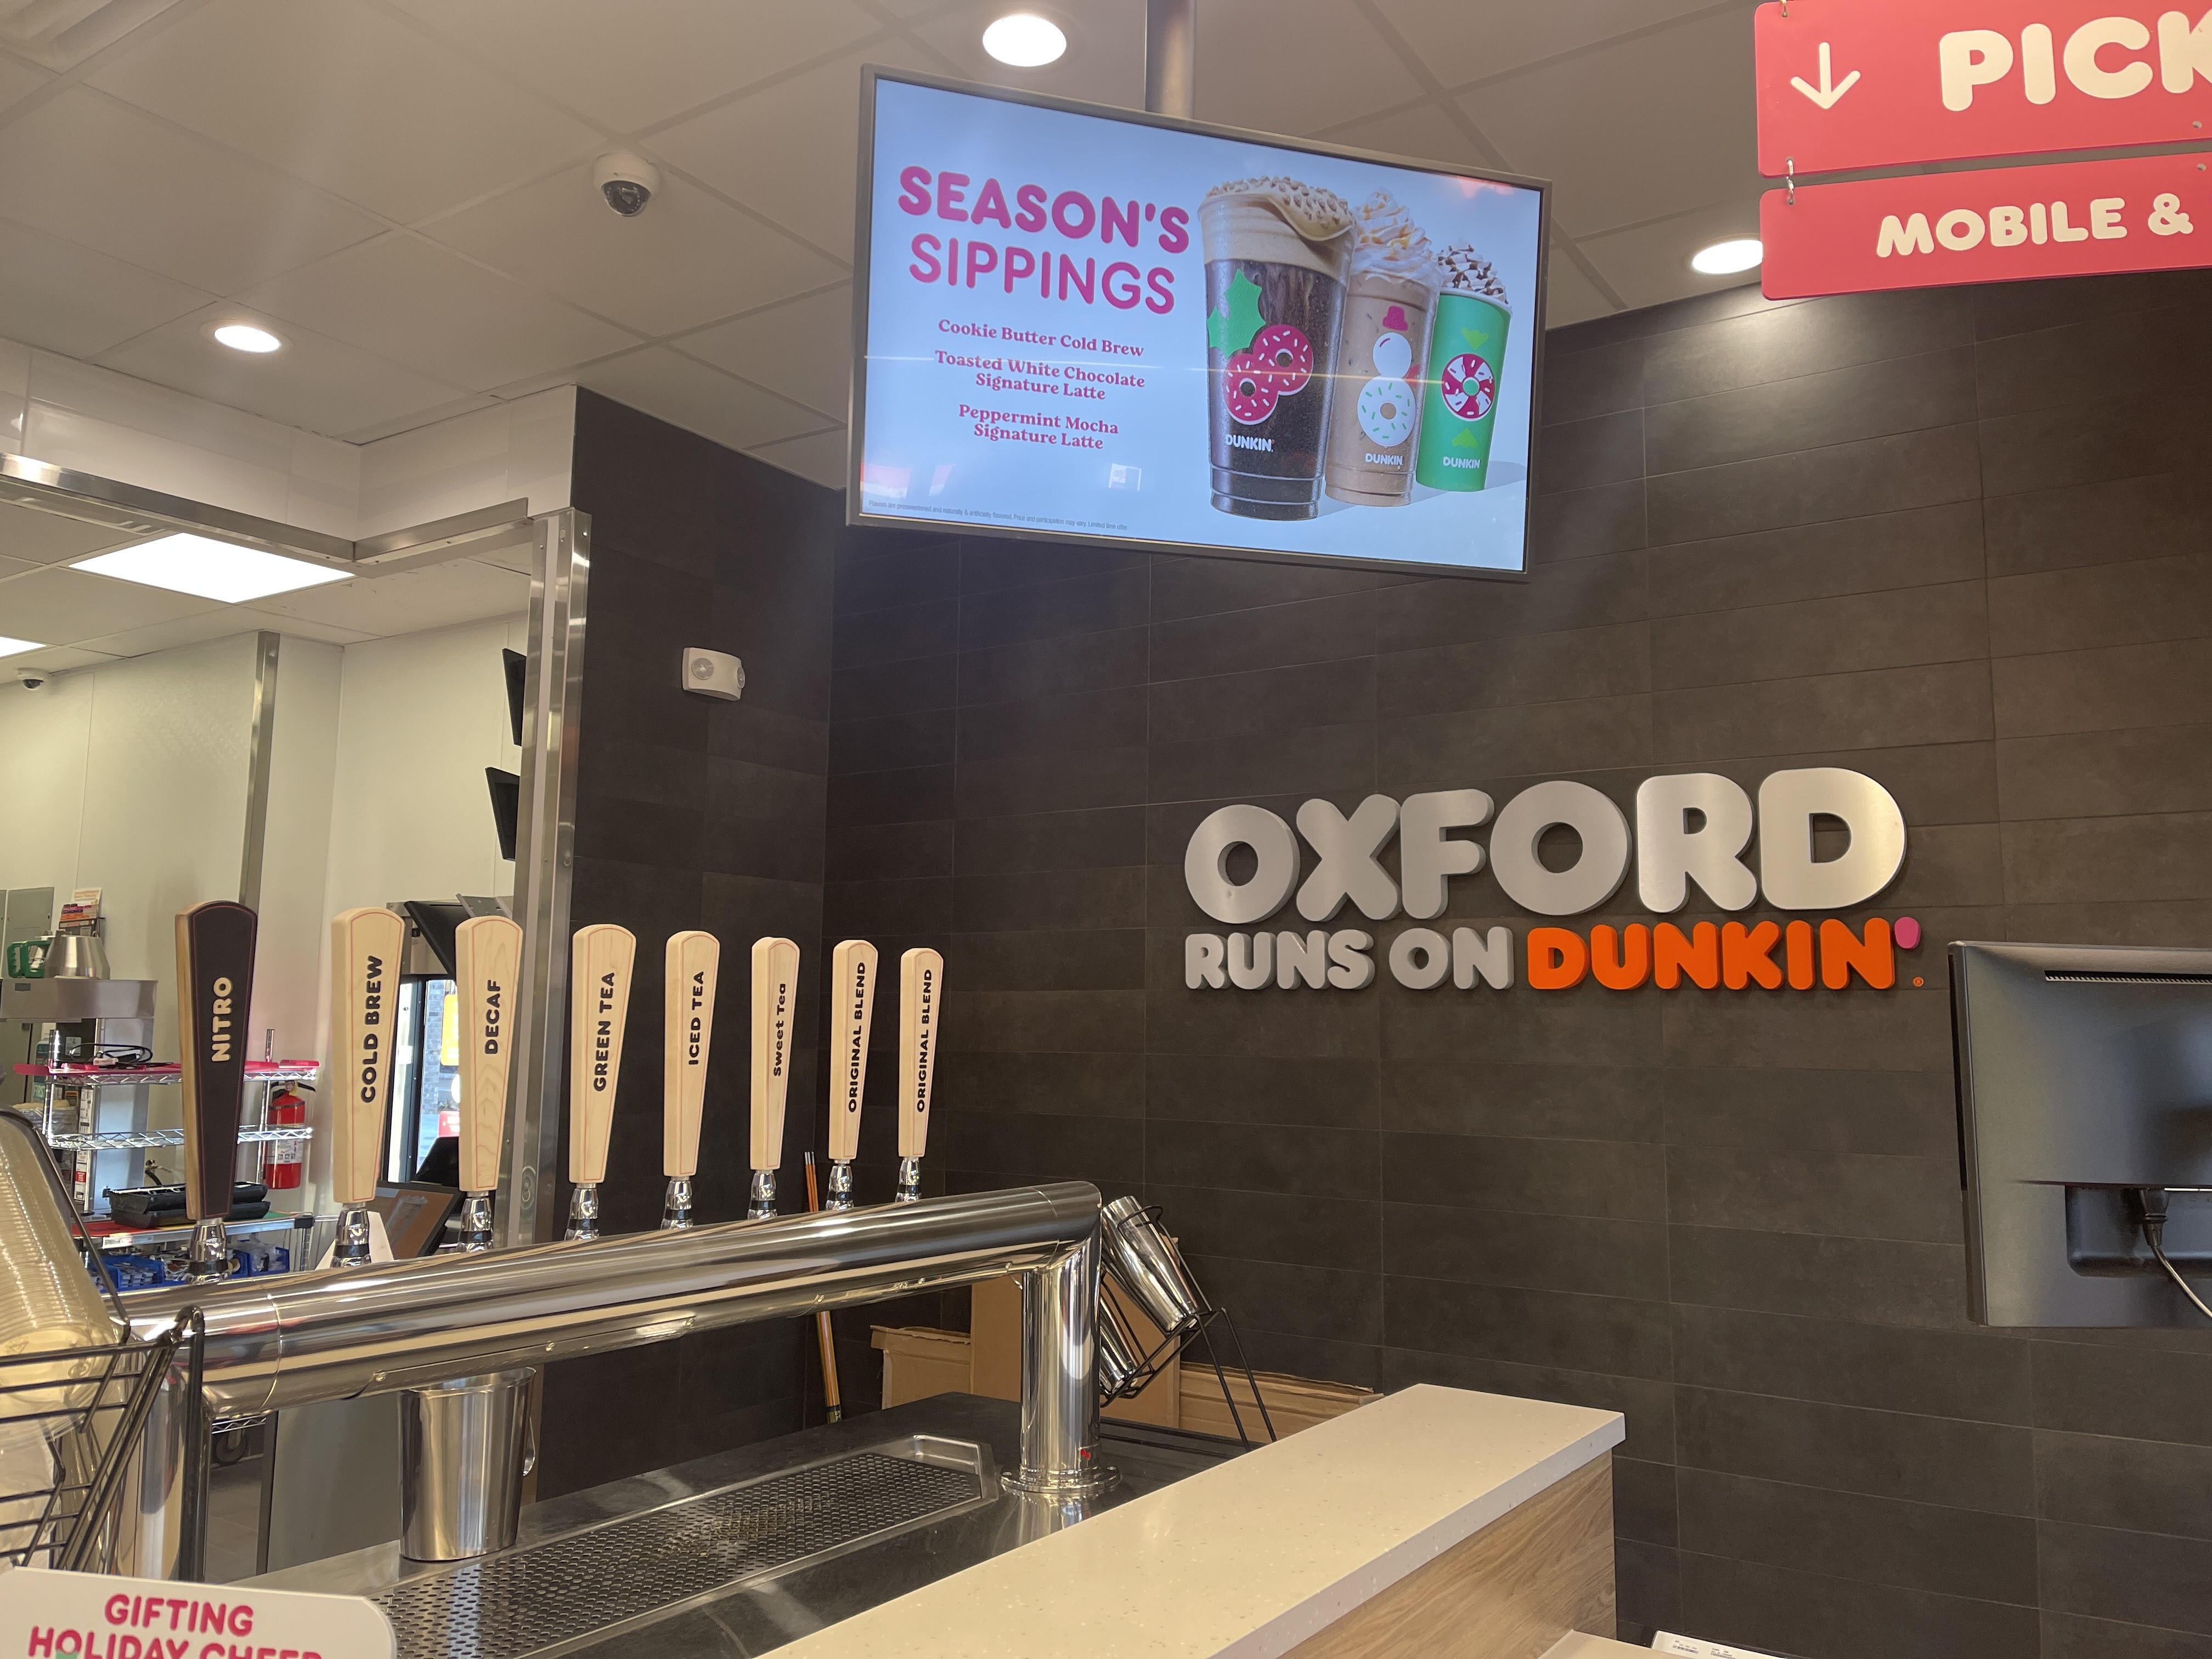 PICK
MOBILE &
SEASON'S
SIPPINGS
Cookie Butter Cold Brew
Toasted White Chocolate
Signature Latte
Peppermint Mocha
Signature Latte
DUNKIN'
DUNKIN'
DUNKIN'
OXFORD
RUNS ON DUNKIN'®
NITRO
COLD BREW
DECAF
GREEN TEA
ICED TEA
Sweet Tea
ORIGINAL BLEND
ORIGINAL BLEND
GIFTING
HOLIDAY CHEER